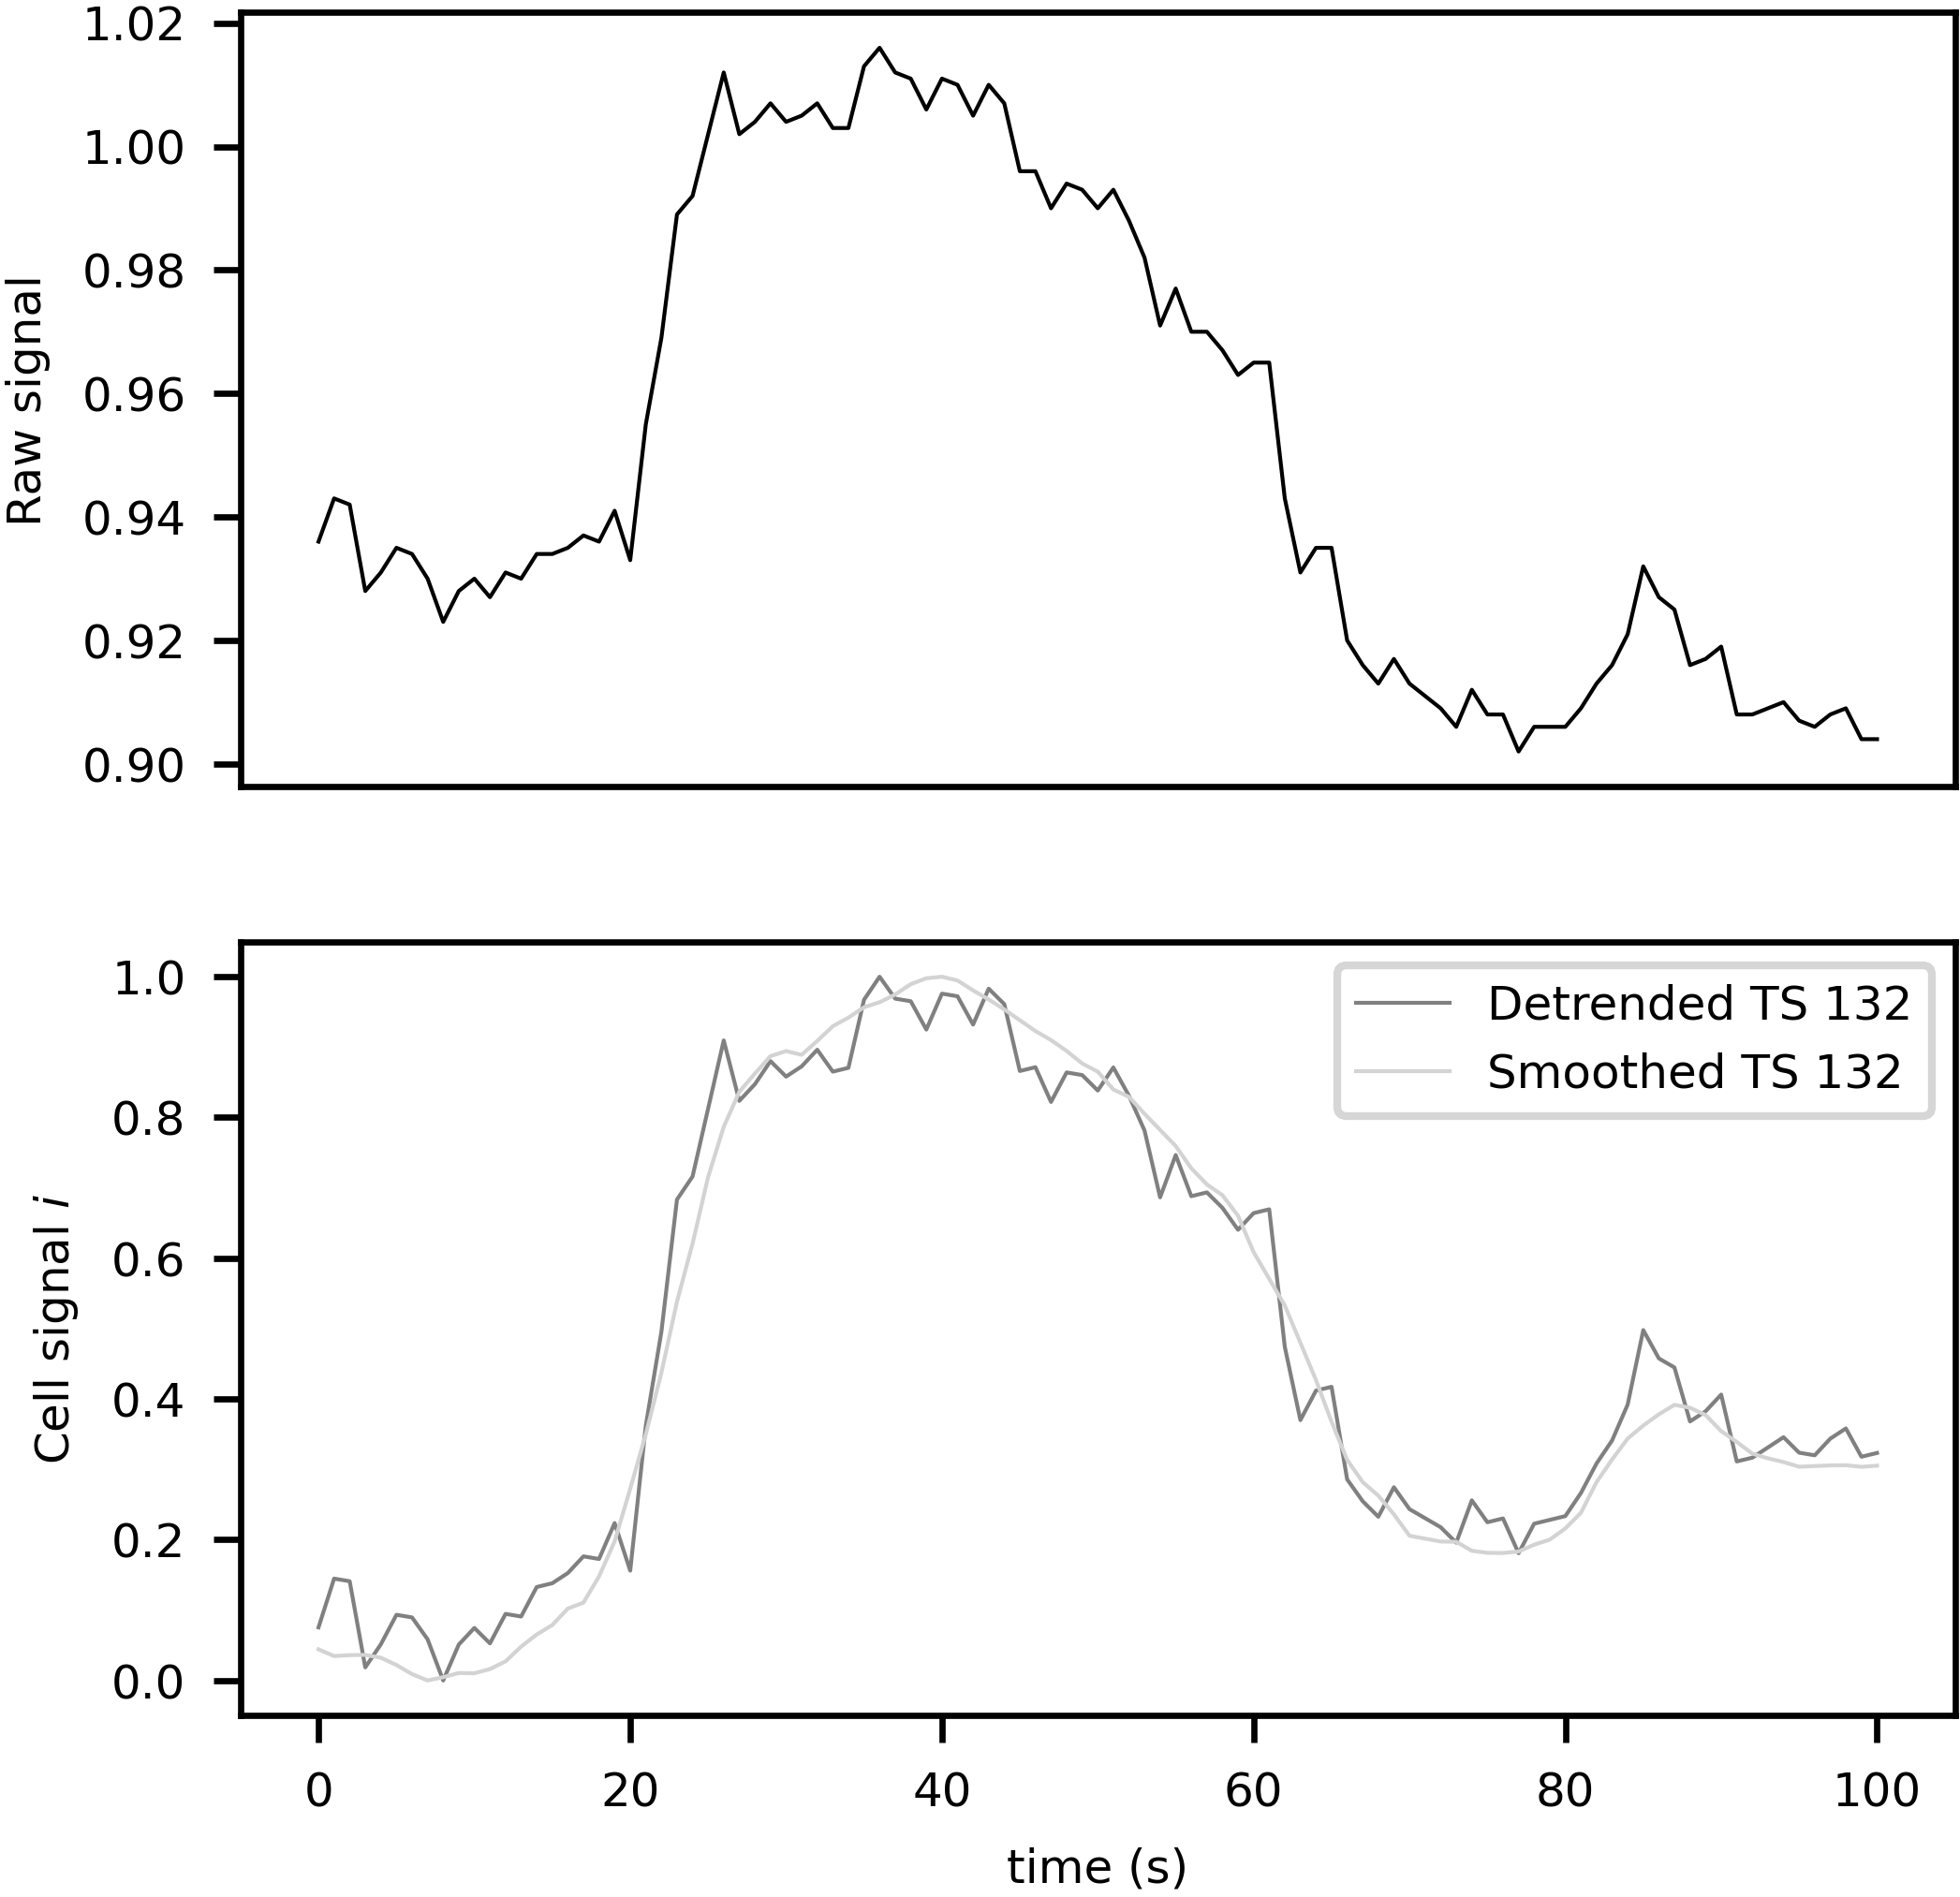 1.02
1.00
0.98
0.96
0.94
0.92
0.90
Raw signal
1.0
0.8
0.6
0.4
0.2
0.0
Cell signal i
Detrended TS 132
Smoothed TS 132
0 20 40 60 80 100
time (s)